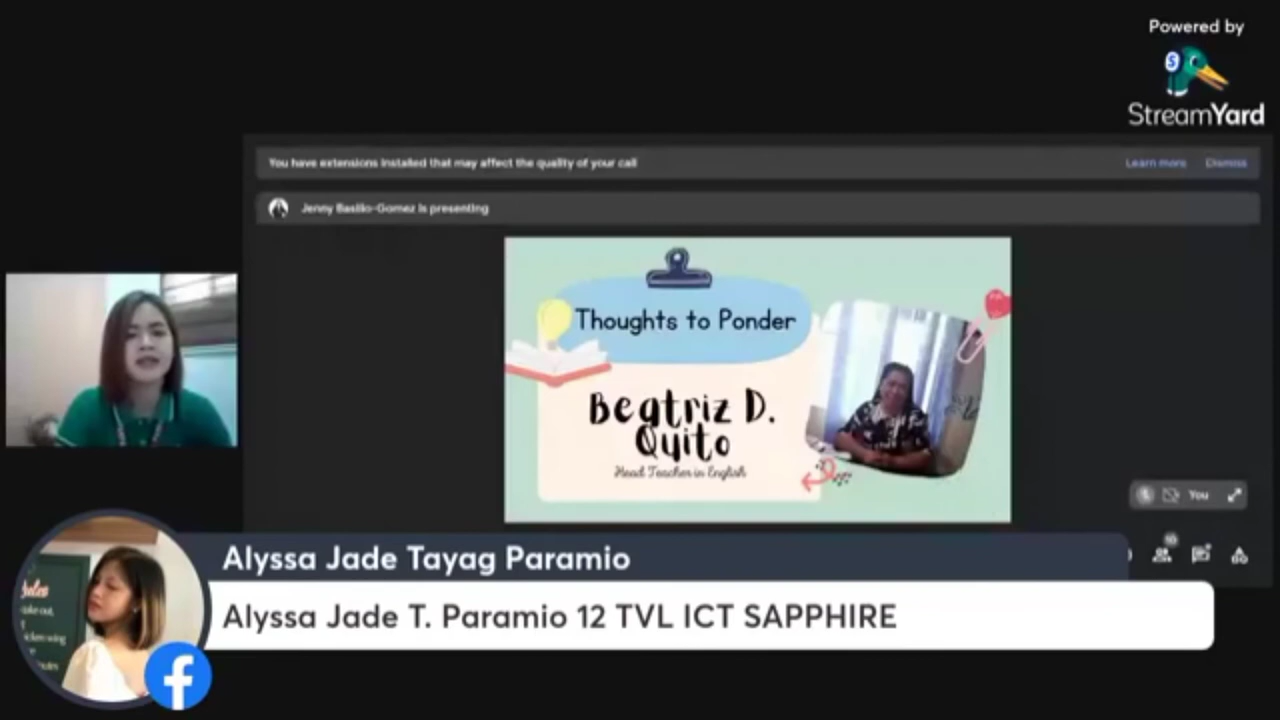 Powered by
StreamYard
You have extensions installed that may affect the quality of your call
Learn more
Dismiss
Jenny Basilio-Gomez is presenting
Thoughts to Ponder
Beatriz D.
Quito
Head Teacher in English
You
Alyssa Jade Tayag Paramio
Alyssa Jade T. Paramio 12 TVL ICT SAPPHIRE